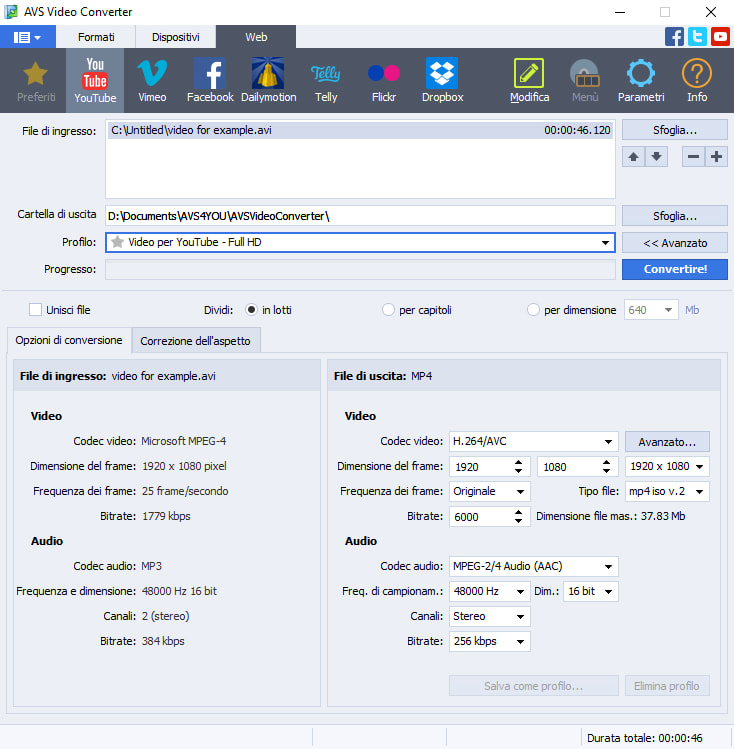 AVS Video Converter
Formati Dispositivi Web
You Tube
Telly
Preferiti YouTube Vimeo Facebook Dailymotion Telly Flickr Dropbox Modifica Menù Parametri Info
File di ingresso: C:\Untitled\video for example.avi 00:00:46.120 Sfoglia...
Cartella di uscita D:\Documents\AVS4YOU\AVSVideoConverter\ Sfoglia...
Profilo: Video per YouTube - Full HD << Avanzato
Progresso: Convertire!
Unisci file Dividi: in lotti per capitoli per dimensione 640 Mb
Opzioni di conversione Correzione dell'aspetto
File di ingresso: video for example.avi
Video
Codec video: Microsoft MPEG-4
Dimensione del frame: 1920 x 1080 pixel
Frequenza dei frame: 25 frame/secondo
Bitrate: 1779 kbps
Audio
Codec audio: MP3
Frequenza e dimensione: 48000 Hz 16 bit
Canali: 2 (stereo)
Bitrate: 384 kbps
File di uscita: MP4
Video
Codec video: H.264/AVC Avanzato...
Dimensione del frame: 1920 1080 1920 x 1080
Frequenza dei frame: Originale Tipo file: mp4 iso v.2
Bitrate: 6000 Dimensione file mas.: 37.83 Mb
Audio
Codec audio: MPEG-2/4 Audio (AAC)
Freq. di campionam.: 48000 Hz Dim.: 16 bit
Canali: Stereo
Bitrate: 256 kbps
Salva come profilo... Elimina profilo
Durata totale: 00:00:46